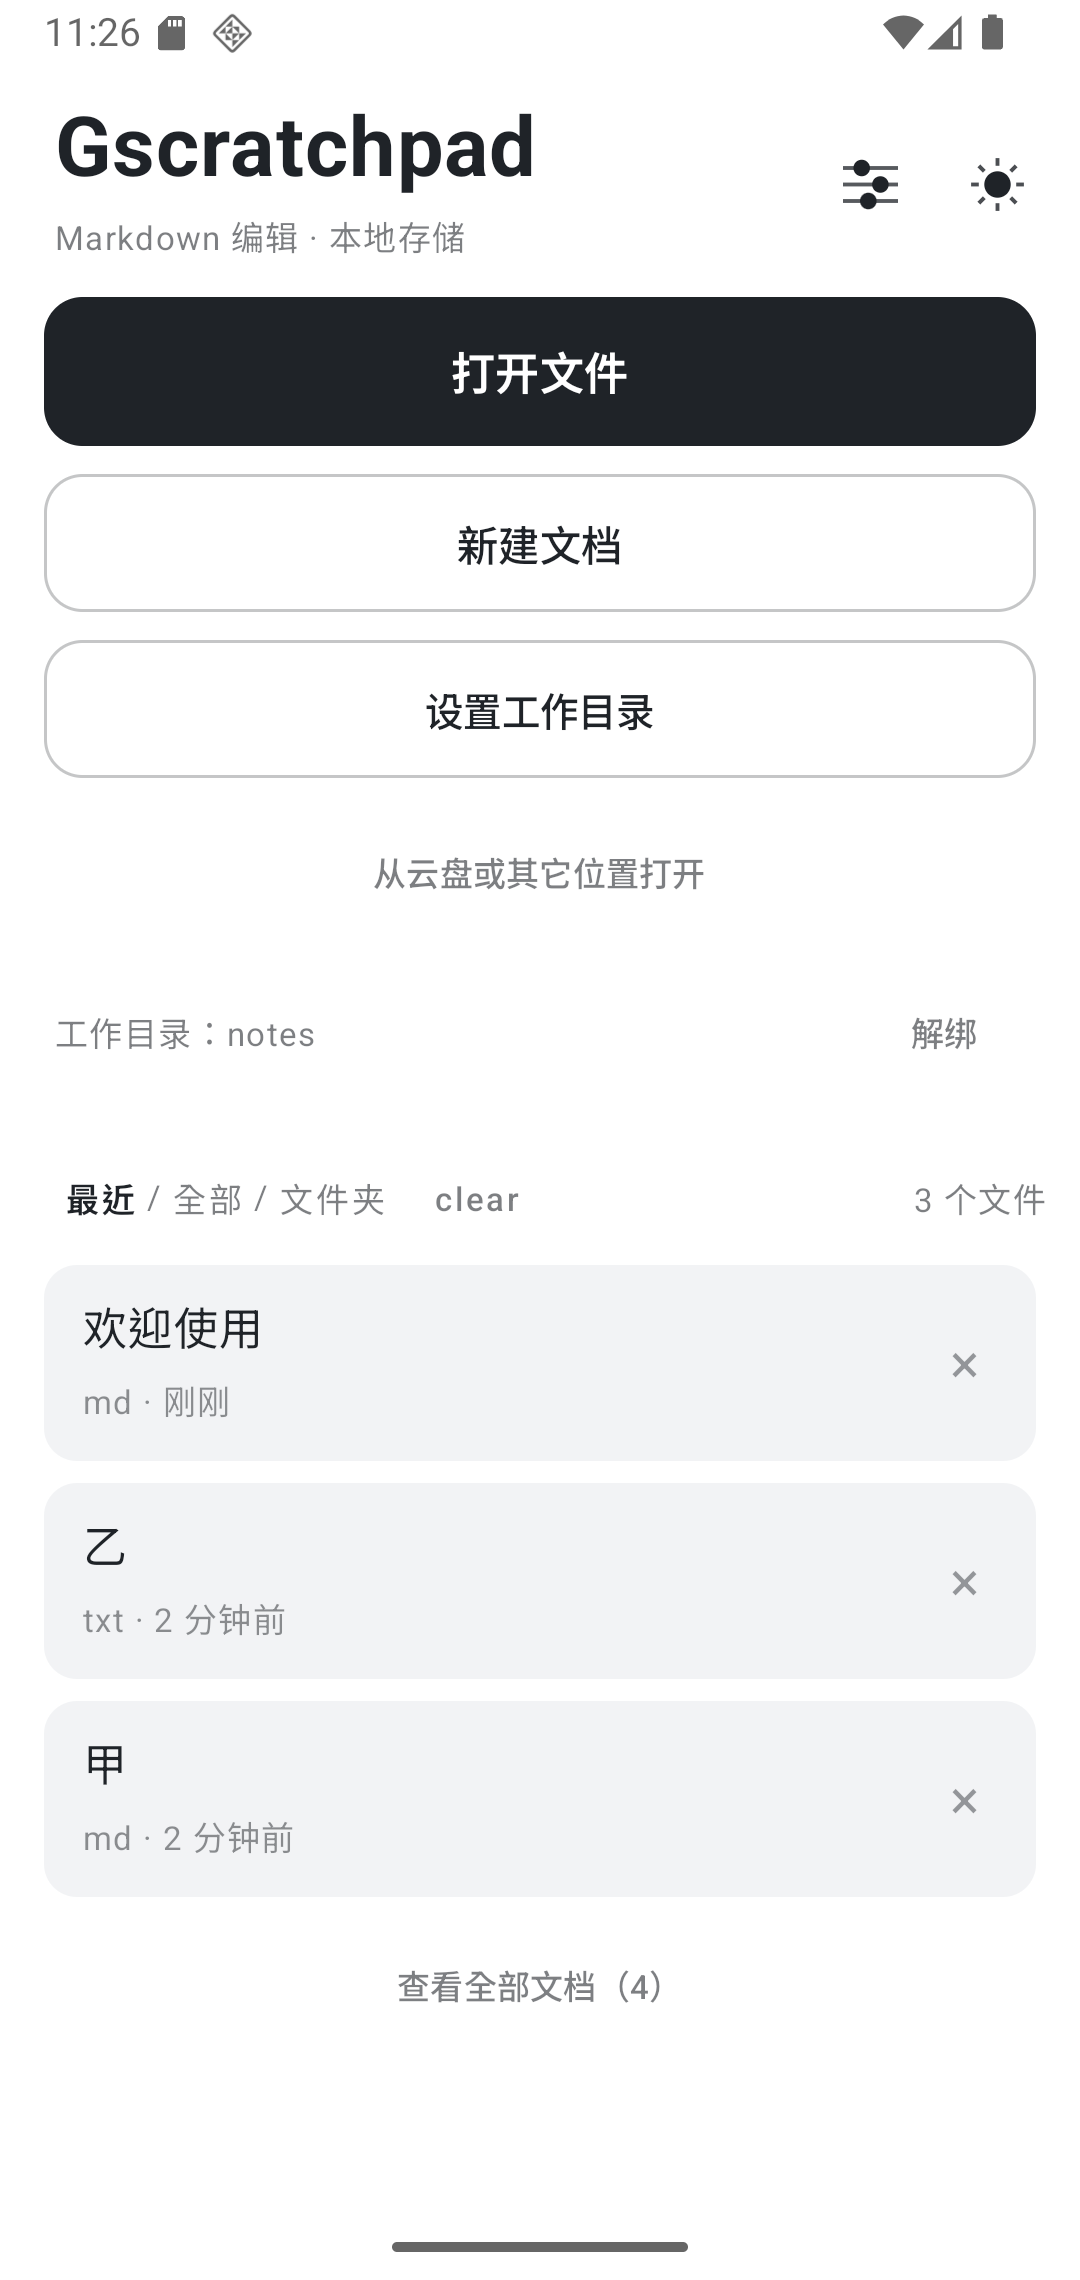 11:26
Gscratchpad
Markdown 编辑 · 本地存储
打开文件
新建文档
设置工作目录
从云盘或其它位置打开
工作目录：notes 解绑
最近 / 全部 / 文件夹 clear 3 个文件
欢迎使用
md · 刚刚
乙
txt · 2 分钟前
甲
md · 2 分钟前
查看全部文档（4）